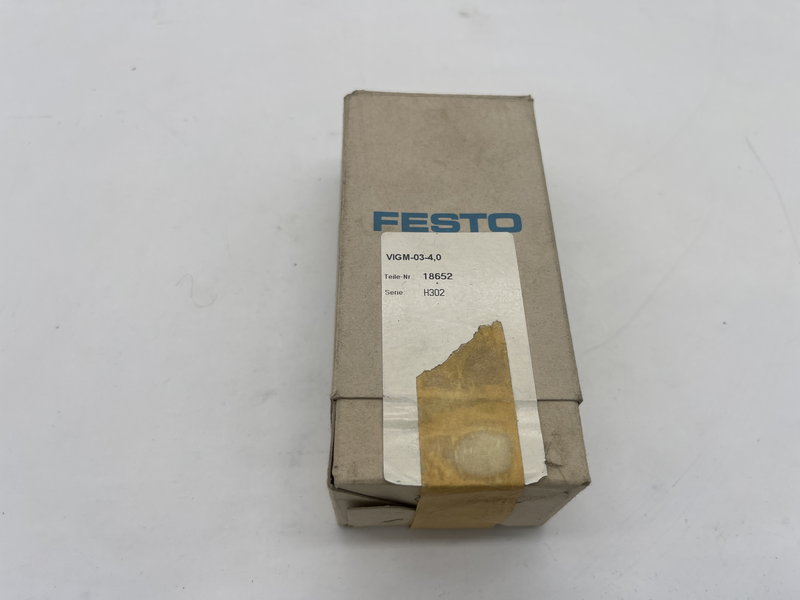 FESTO
VIGM-03-4,0
Teile-Nr. 18652
Serie H302